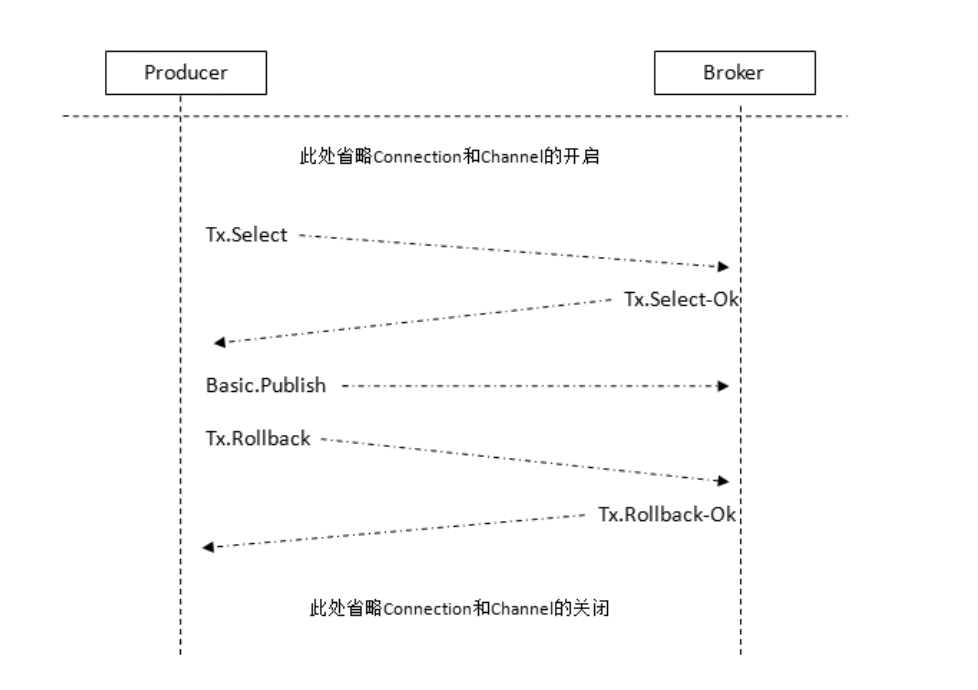 Producer
Broker
此处省略Connection和Channel的开启
Tx.Select
Tx.Select-Ok
Basic.Publish
Tx.Rollback
Tx.Rollback-Ok
此处省略Connection和Channel的关闭